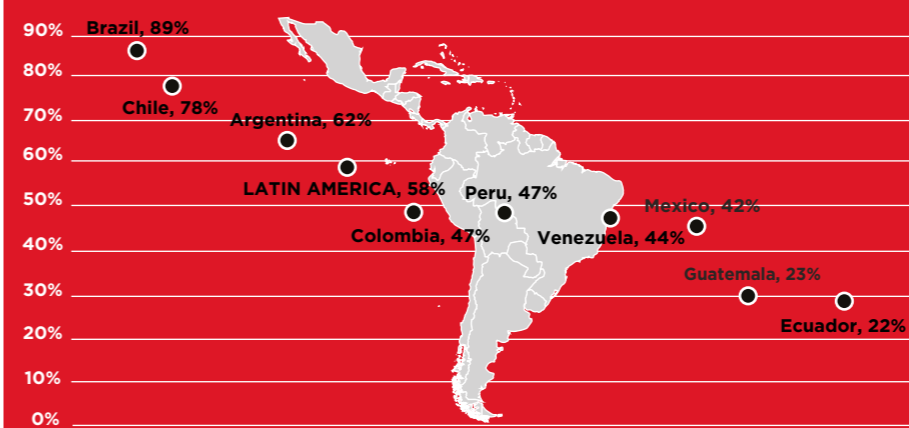 90%
80%
70%
60%
50%
40%
30%
20%
10%
0%
Brazil, 89%
Chile, 78%
Argentina, 62%
LATIN AMERICA, 58%
Colombia, 47%
Peru, 47%
Venezuela, 44%
Mexico, 42%
Guatemala, 23%
Ecuador, 22%